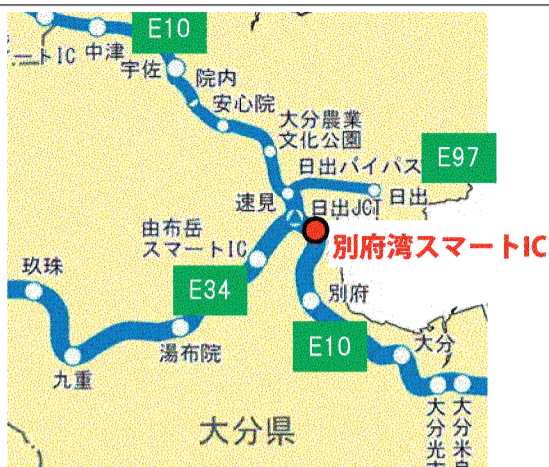 E10
ートIC
中津
宇佐
院内
安心院
大分農業
文化公園
日出バイパス
E97
日出
速見
日出JCT
由布岳
スマートIC
別府湾スマートIC
玖珠
E34
別府
E10
湯布院
大分
九重
大分県
大分光吉
大分米良